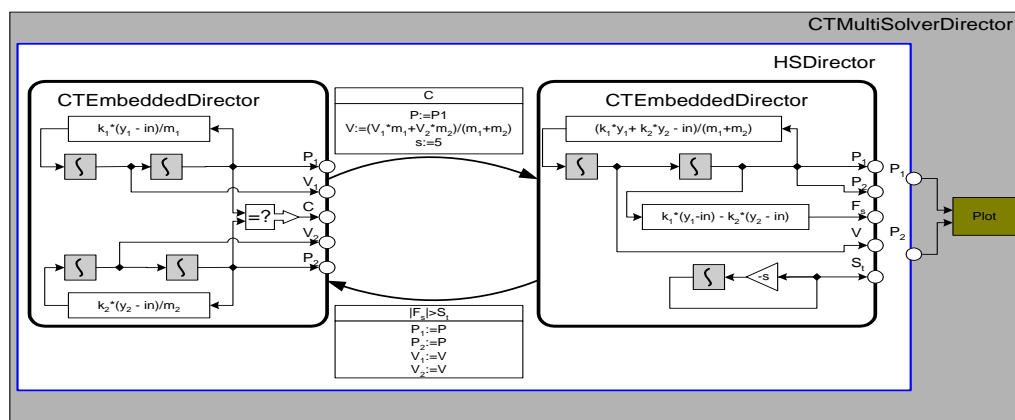 CTMultiSolverDirector
HSDirector
CTEmbeddedDirector
k₁*(y₁ - in)/m₁
∫ ∫
P₁
V₁
=?
C
V₂
∫ ∫
P₂
k₂*(y₂ - in)/m₂
C
P:=P1
V:=(V₁*m₁+V₂*m₂)/(m₁+m₂)
s:=5
|Fₛ|>Sₜ
P₁:=P
P₂:=P
V₁:=V
V₂:=V
CTEmbeddedDirector
(k₁*y₁+ k₂*y₂ - in)/(m₁+m₂)
∫ ∫
P₁
P₂
k₁*(y₁-in) - k₂*(y₂ - in)
Fₛ
V
∫ -s
Sₜ
P₁
P₂
Plot